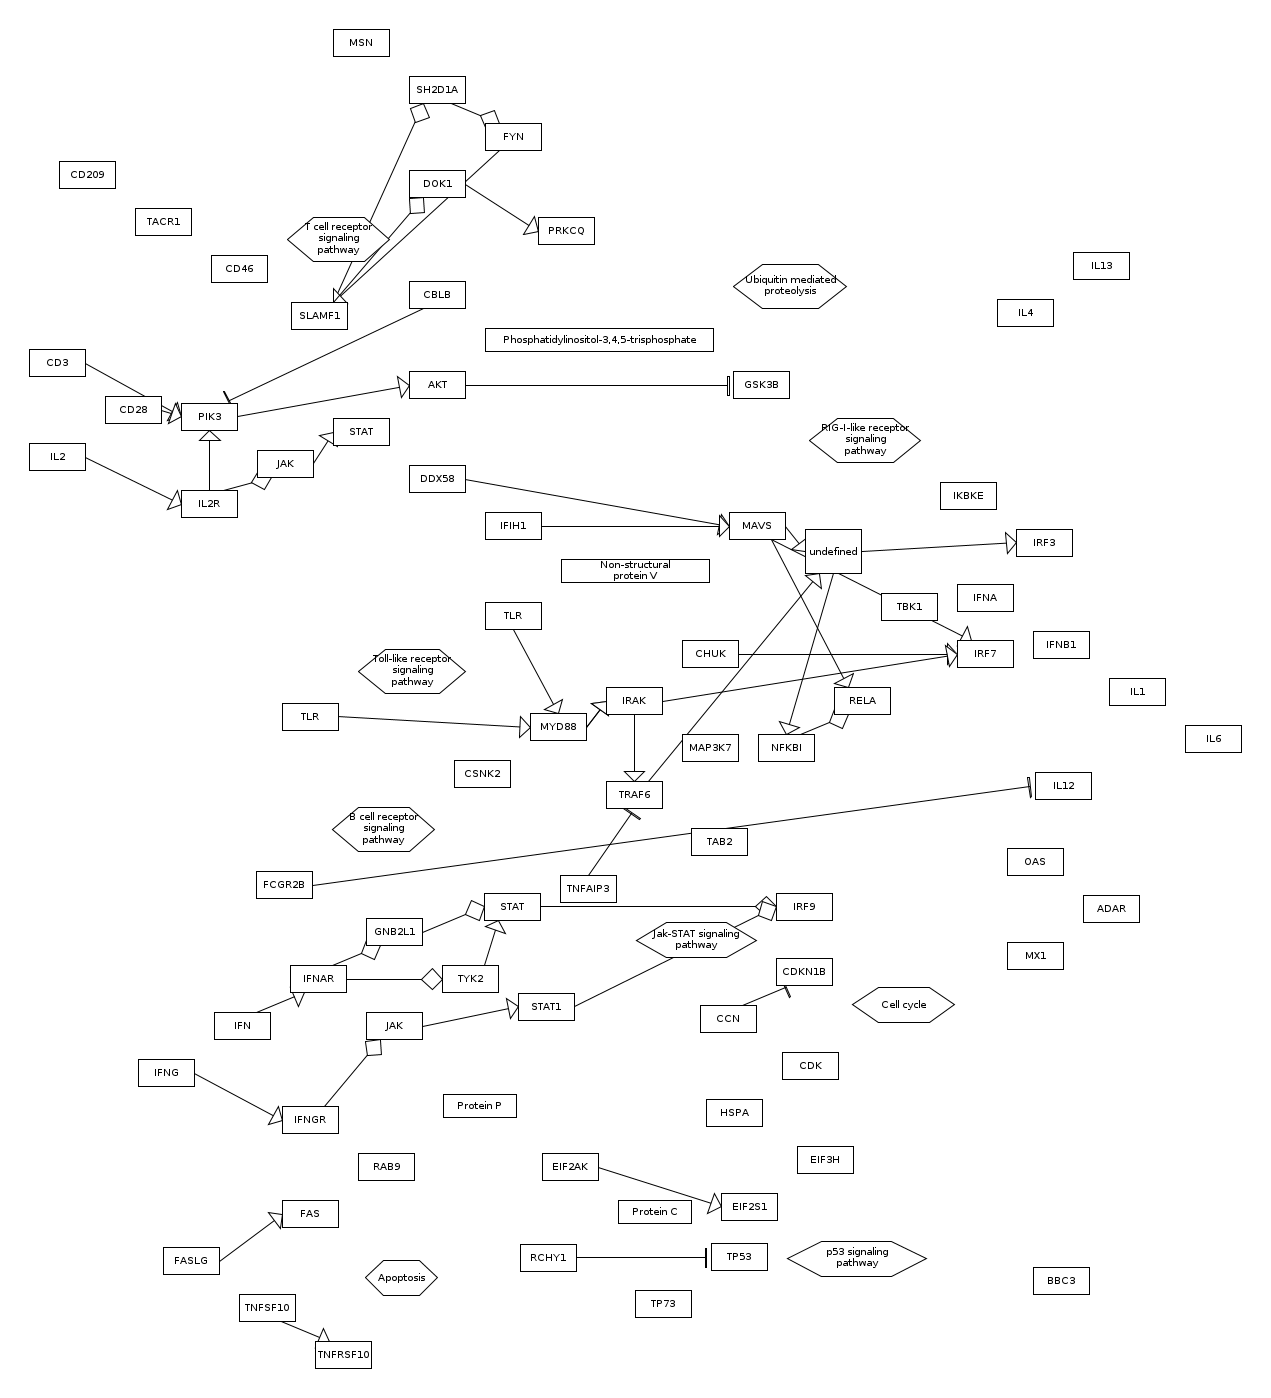 MSN
SH2D1A
FYN
CD209
DOK1
TACR1
T cell receptor
signaling
pathway
PRKCQ
CD46
IL13
Ubiquitin mediated
proteolysis
CBLB
SLAMF1
IL4
Phosphatidylinositol-3,4,5-trisphosphate
CD3
AKT
GSK3B
CD28
PIK3
STAT
RIG-I-like receptor
signaling
pathway
IL2
JAK
DDX58
IKBKE
IL2R
IFIH1
MAVS
undefined
IRF3
Non-structural
protein V
IFNA
TBK1
TLR
IFNB1
CHUK
IRF7
Toll-like receptor
signaling
pathway
IL1
IRAK
RELA
TLR
MYD88
MAP3K7
NFKBI
IL6
CSNK2
TRAF6
IL12
B cell receptor
signaling
pathway
TAB2
OAS
FCGR2B
TNFAIP3
STAT
IRF9
ADAR
GNB2L1
Jak-STAT signaling
pathway
MX1
IFNAR
TYK2
CDKN1B
STAT1
Cell cycle
IFN
JAK
CCN
IFNG
CDK
Protein P
HSPA
IFNGR
RAB9
EIF2AK
EIF3H
FAS
Protein C
EIF2S1
FASLG
RCHY1
TP53
p53 signaling
pathway
Apoptosis
BBC3
TNFSF10
TP73
TNFRSF10